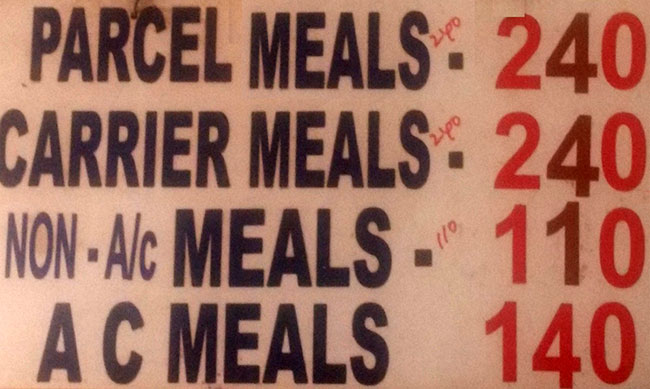 PARCEL MEALS 240 - 240
CARRIER MEALS 240 - 240
NON - A/c MEALS - 110 110
A C MEALS 140